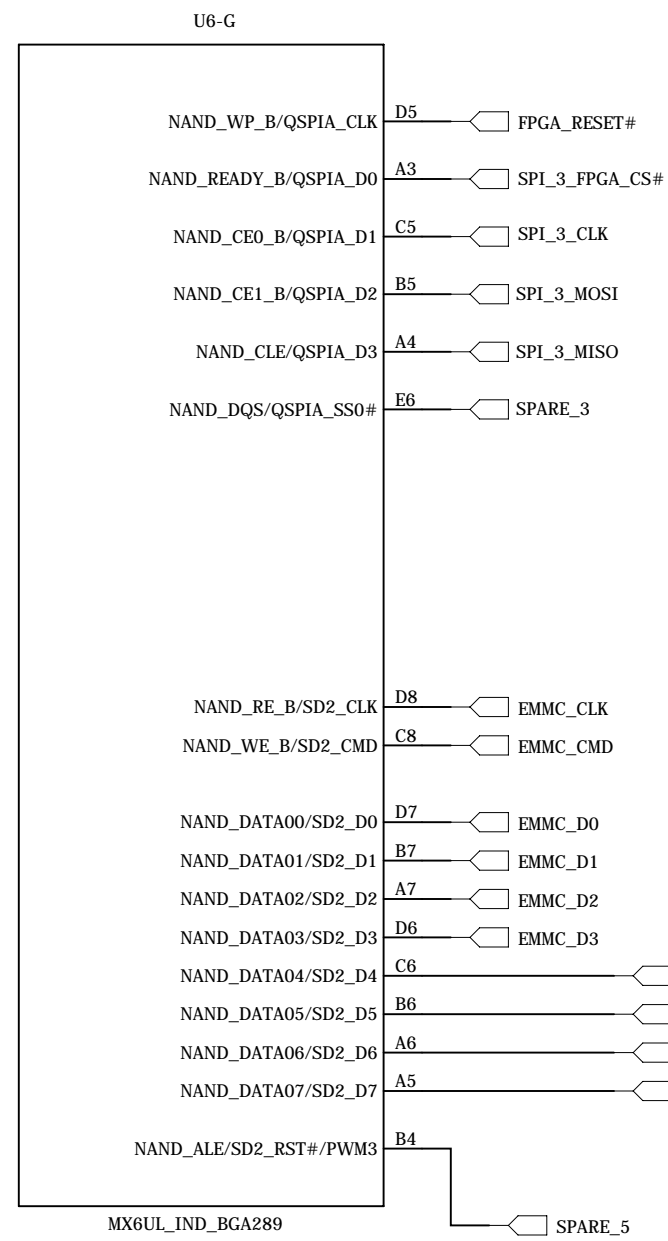 U6-G
NAND_WP_B/QSPIA_CLK D5 FPGA_RESET#
NAND_READY_B/QSPIA_D0 A3 SPI_3_FPGA_CS#
NAND_CE0_B/QSPIA_D1 C5 SPI_3_CLK
NAND_CE1_B/QSPIA_D2 B5 SPI_3_MOSI
NAND_CLE/QSPIA_D3 A4 SPI_3_MISO
NAND_DQS/QSPIA_SS0# E6 SPARE_3
NAND_RE_B/SD2_CLK D8 EMMC_CLK
NAND_WE_B/SD2_CMD C8 EMMC_CMD
NAND_DATA00/SD2_D0 D7 EMMC_D0
NAND_DATA01/SD2_D1 B7 EMMC_D1
NAND_DATA02/SD2_D2 A7 EMMC_D2
NAND_DATA03/SD2_D3 D6 EMMC_D3
NAND_DATA04/SD2_D4 C6
NAND_DATA05/SD2_D5 B6
NAND_DATA06/SD2_D6 A6
NAND_DATA07/SD2_D7 A5
NAND_ALE/SD2_RST#/PWM3 B4
SPARE_5
MX6UL_IND_BGA289